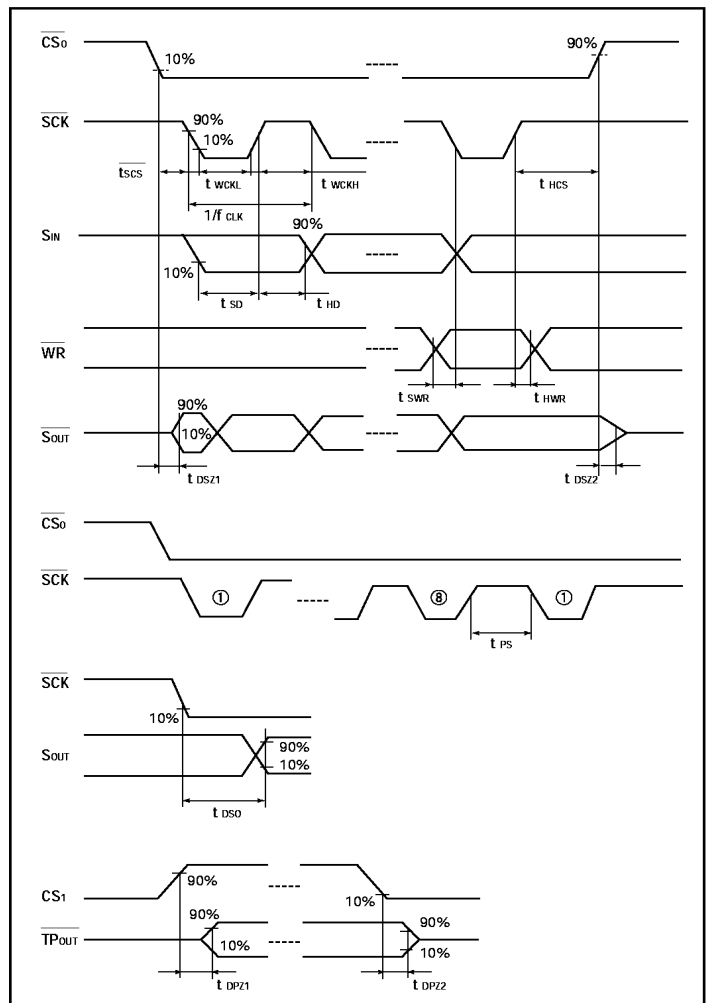 CS0
10%
90%
SCK
90%
10%
tSCS
t WCKL
t WCKH
t HCS
1/f CLK
SIN
90%
10%
t SD
t HD
WR
t SWR
t HWR
90%
SOUT
10%
t DSZ1
t DSZ2
CS0
SCK
①
⑧
①
t PS
SCK
10%
SOUT
90%
10%
t DSO
CS1
90%
10%
90%
90%
TPOUT
10%
10%
t DPZ1
t DPZ2